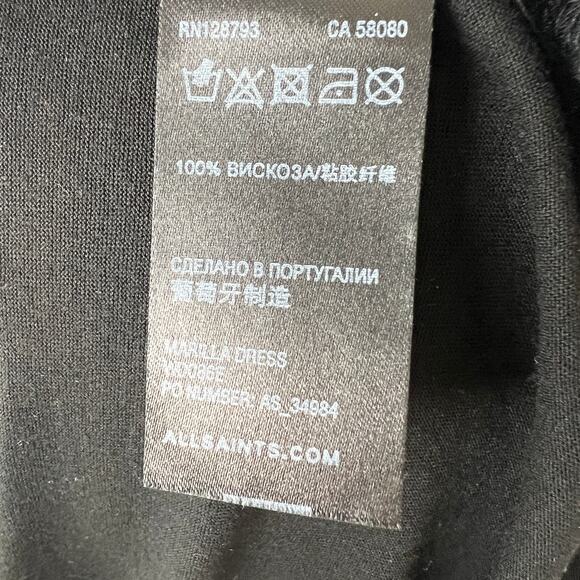 RN128793 CA 58080
100% ВИСКОЗА/粘胶纤维
СДЕЛАНО В ПОРТУГАЛИИ
葡萄牙制造
MARILLA DRESS
WD086E
PO NUMBER: AS_34984
ALLSAINTS.COM